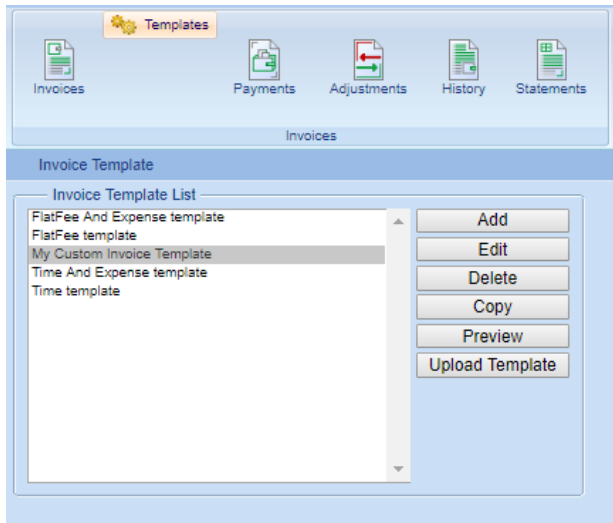 Templates
Invoices
Payments
Adjustments
History
Statements
Invoices
Invoice Template
Invoice Template List
FlatFee And Expense template
FlatFee template
My Custom Invoice Template
Time And Expense template
Time template
Add
Edit
Delete
Copy
Preview
Upload Template